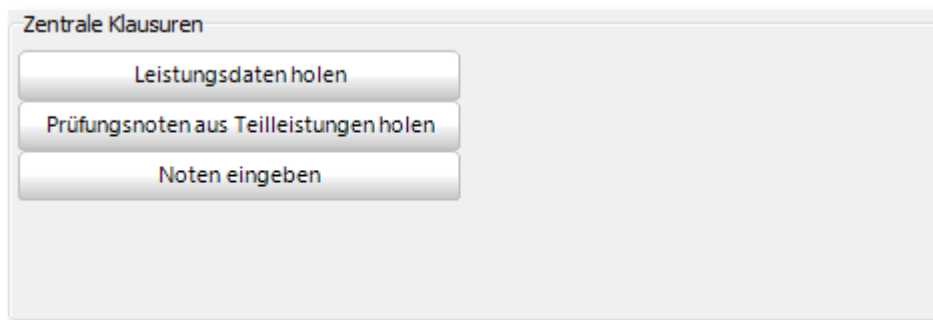 Zentrale Klausuren
Leistungsdaten holen
Prüfungsnoten aus Teilleistungen holen
Noten eingeben